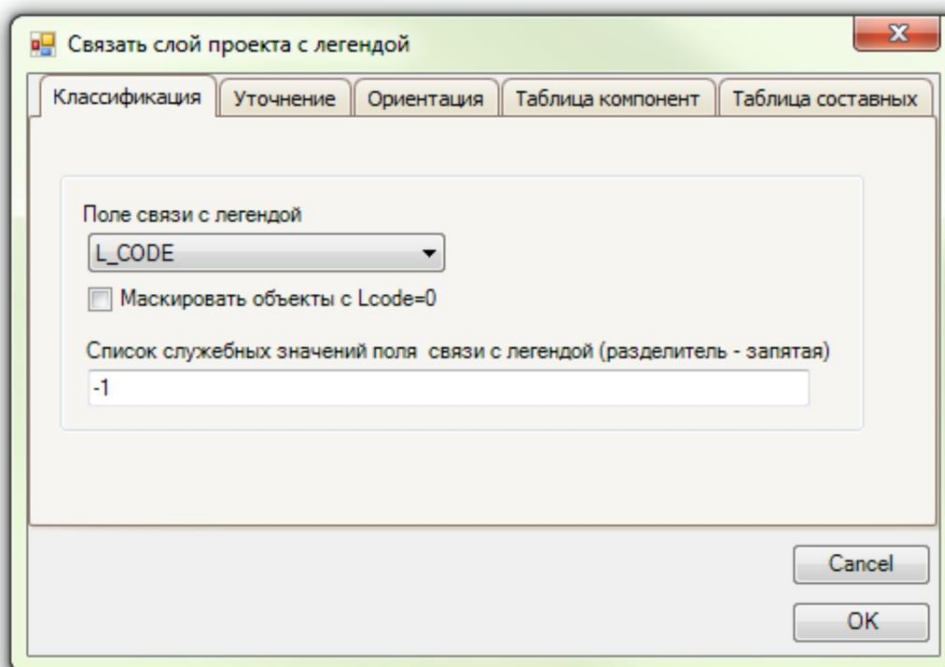 Связать слой проекта с легендой
Классификация Уточнение Ориентация Таблица компонент Таблица составных
Поле связи с легендой
L_CODE
Маскировать объекты с Lcode=0
Список служебных значений поля связи с легендой (разделитель - запятая)
-1
Cancel
OK